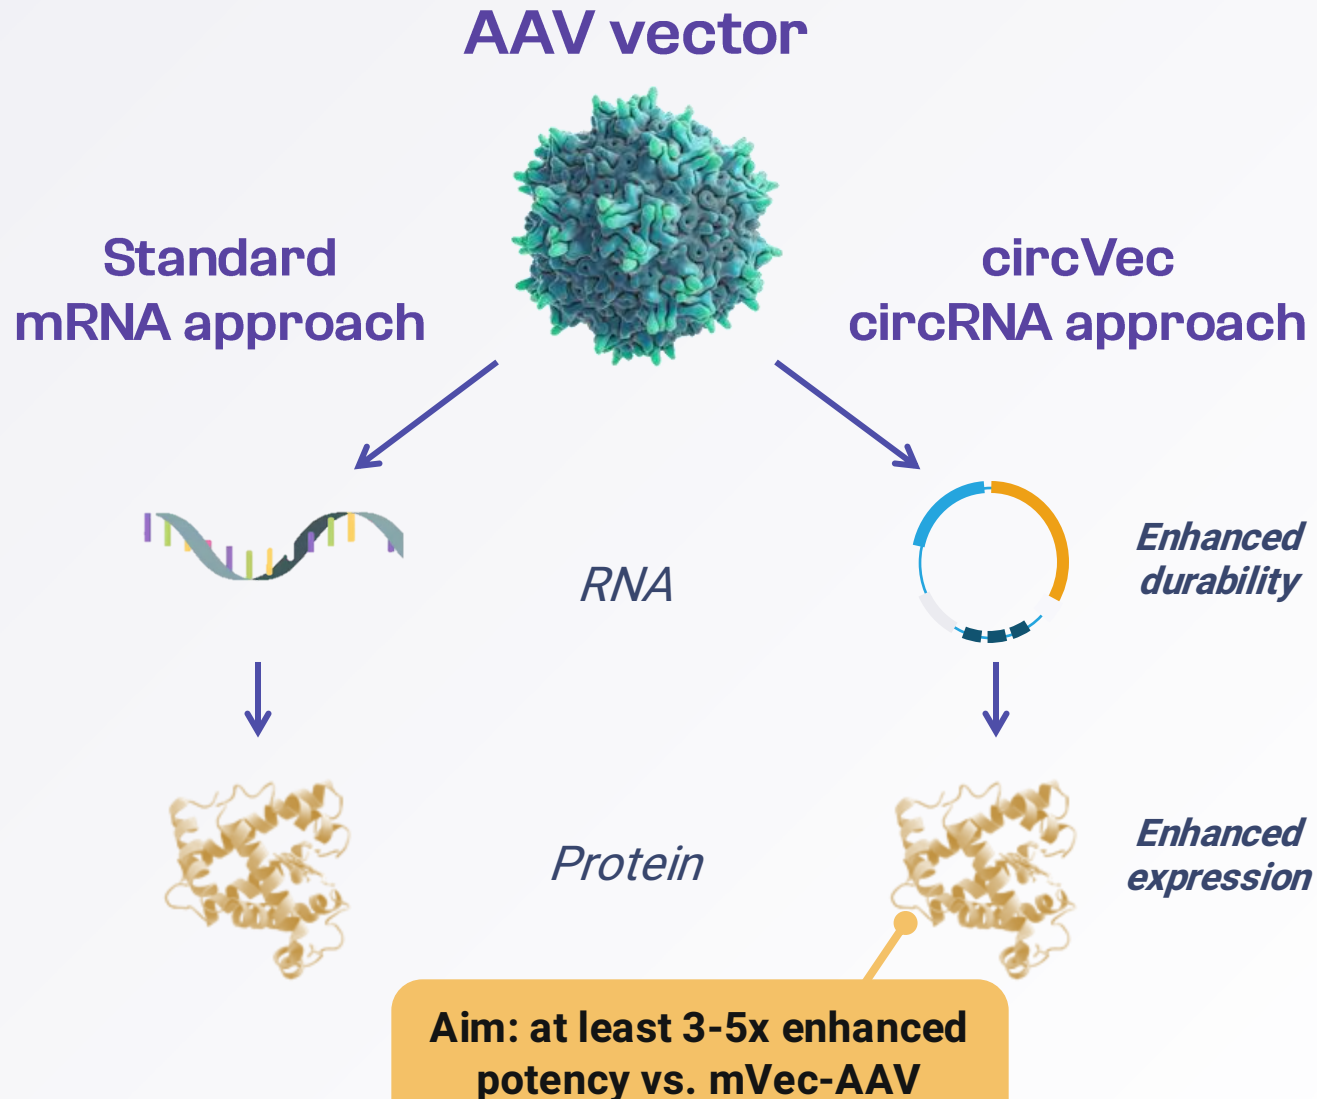 AAV vector
Standard
mRNA approach
circVec
circRNA approach
RNA
Enhanced
durability
Protein
Enhanced
expression
Aim: at least 3-5x enhanced
potency vs. mVec-AAV